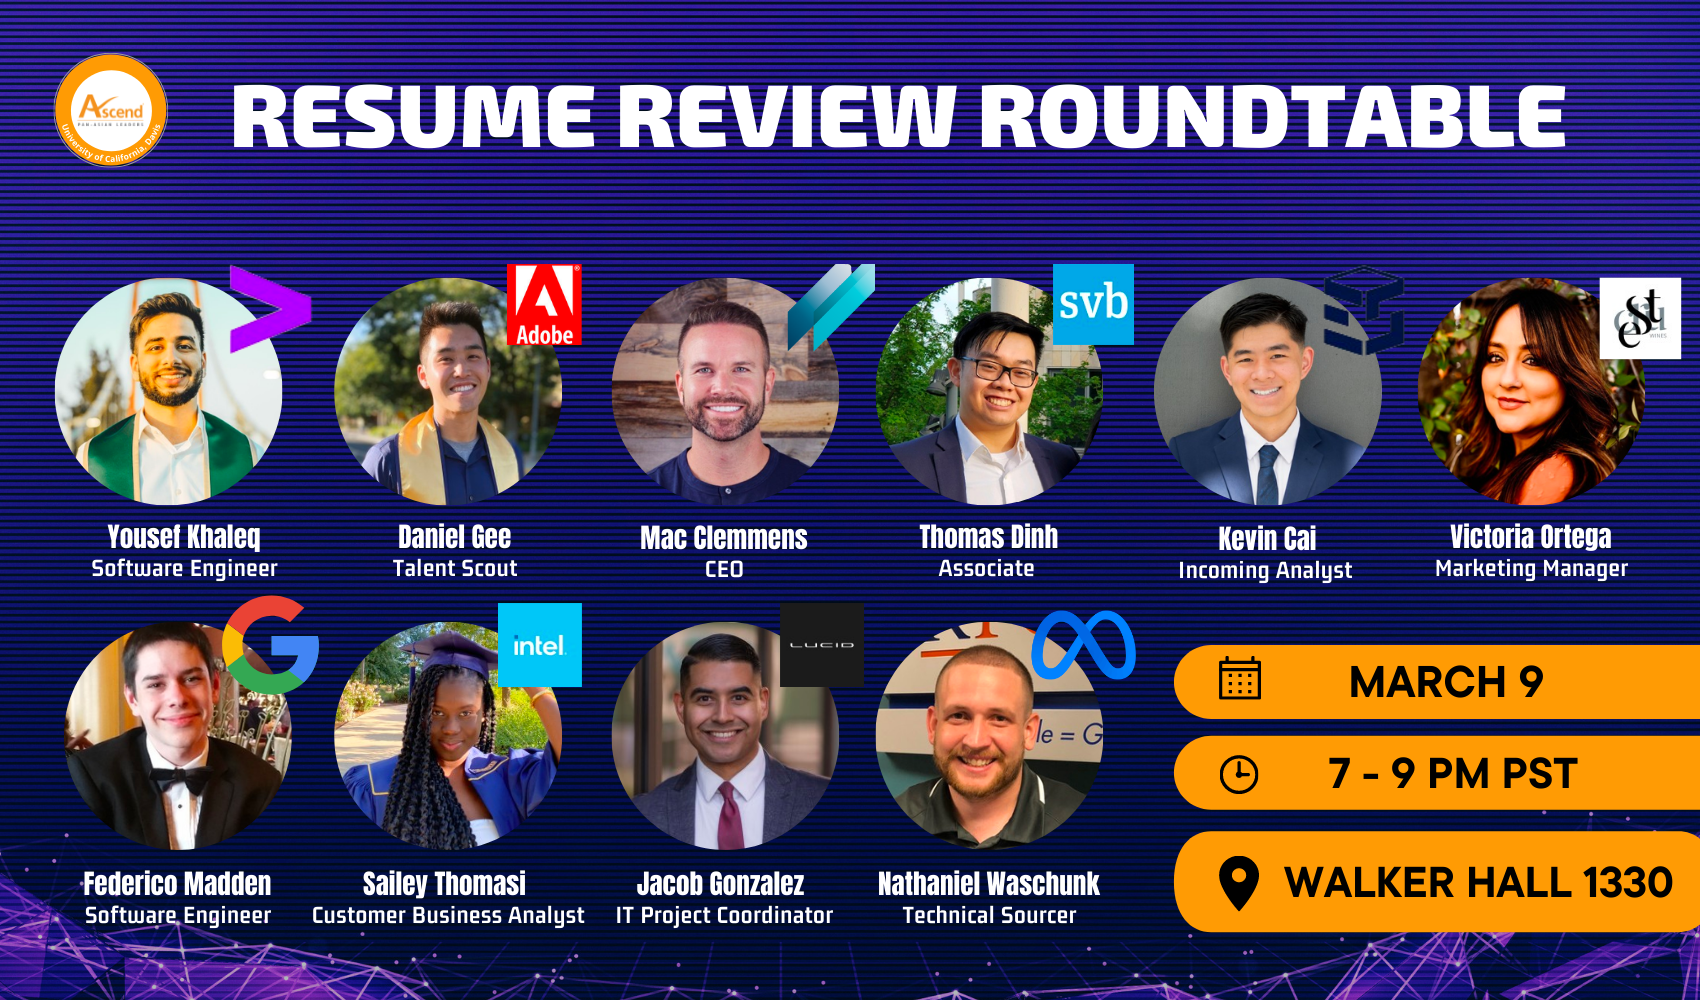 Ascend
PAN-ASIAN LEADERS
University of California, Davis
RESUME REVIEW ROUNDTABLE
Adobe
svb
est
WINES
Yousef Khaleq
Software Engineer
Daniel Gee
Talent Scout
Mac Clemmens
CEO
Thomas Dinh
Associate
Kevin Cai
Incoming Analyst
Victoria Ortega
Marketing Manager
intel.
LUCID
le = G
Federico Madden
Software Engineer
Sailey Thomasi
Customer Business Analyst
Jacob Gonzalez
IT Project Coordinator
Nathaniel Waschunk
Technical Sourcer
MARCH 9
7 - 9 PM PST
WALKER HALL 1330